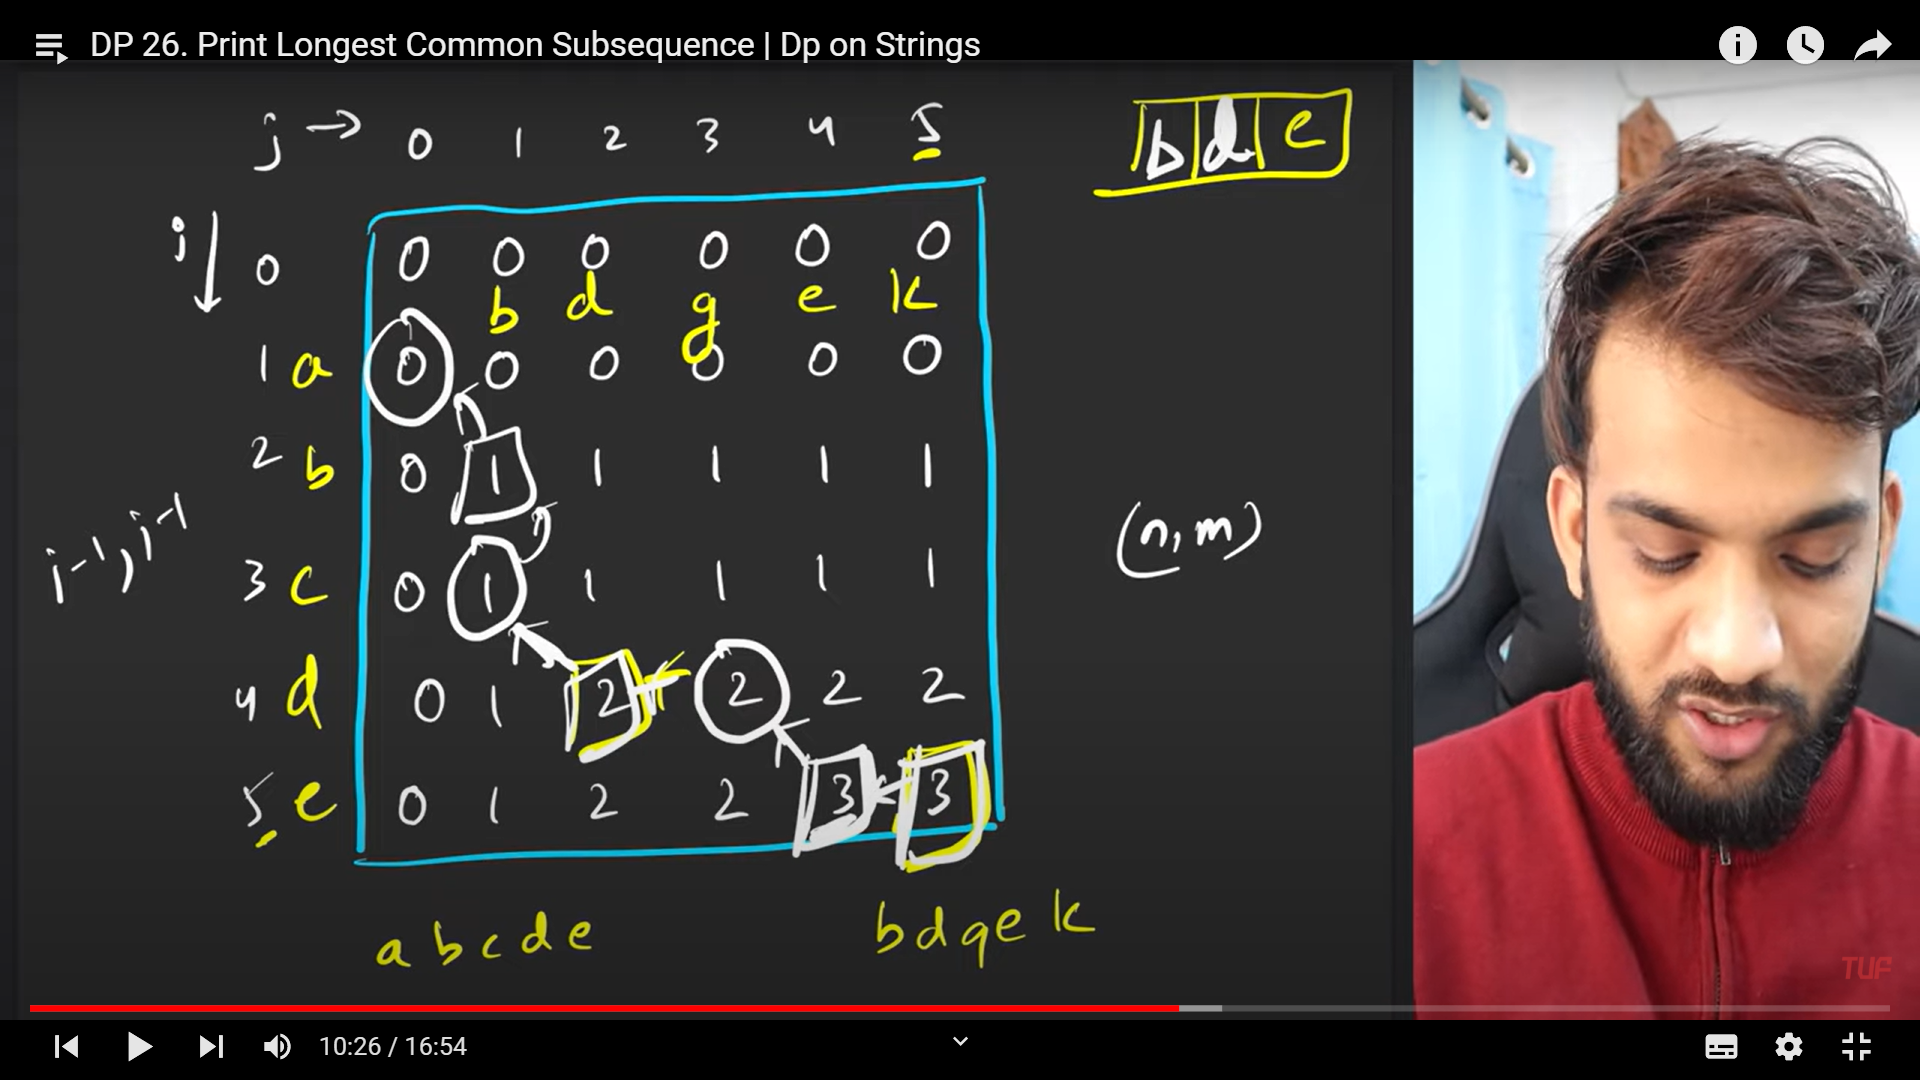 DP 26. Print Longest Common Subsequence | Dp on Strings
j → 0 1 2 3 4 5
b d e
i ↓ 0 0 0 0 0 0 0
b d g e k
1 a 0 0 0 0 0 0
2 b 0 1 1 1 1 1
i-1, j-1
(n, m)
3 c 0 1 1 1 1 1
4 d 0 1 2 2 2 2
5 e 0 1 2 2 3 3
a b c d e
b d g e k
TUF
10:26 / 16:54